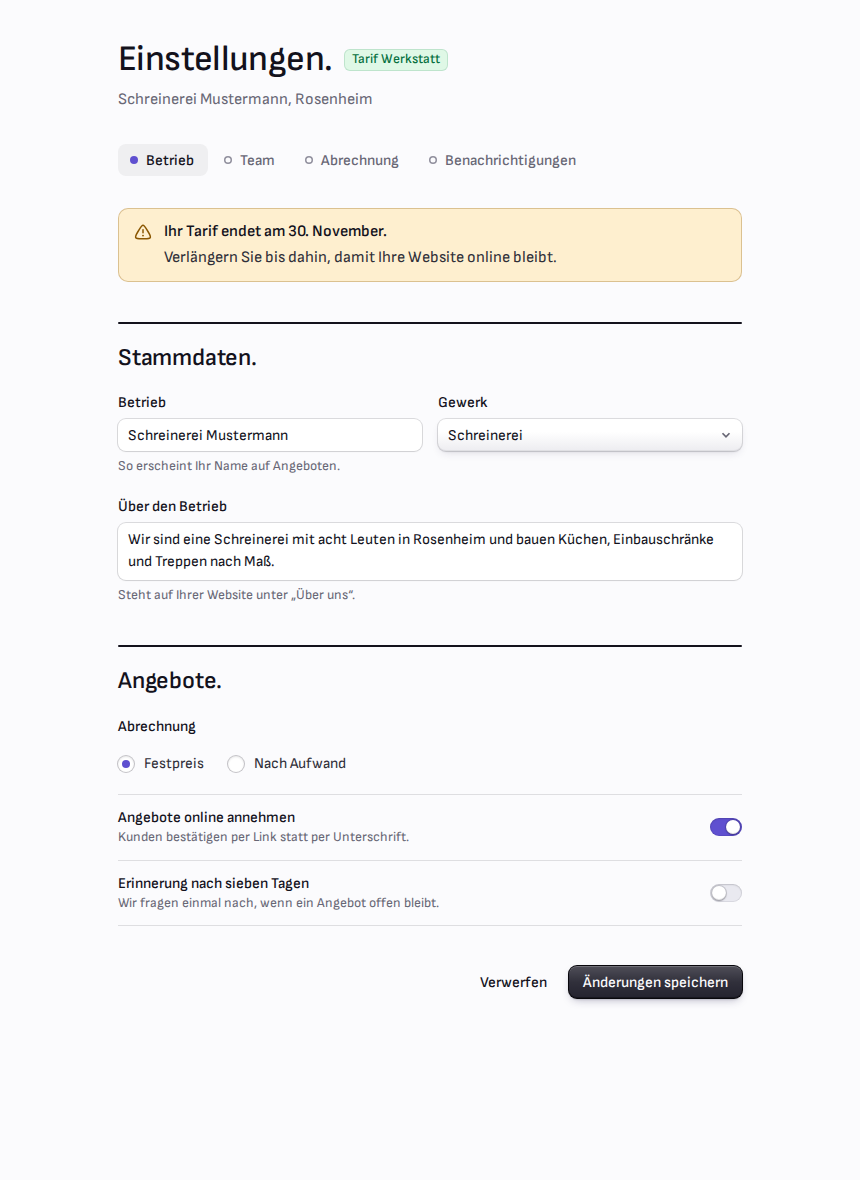 Einstellungen.
Tarif Werkstatt
Schreinerei Mustermann, Rosenheim
Betrieb
Team
Abrechnung
Benachrichtigungen
Ihr Tarif endet am 30. November.
Verlängern Sie bis dahin, damit Ihre Website online bleibt.
Stammdaten.
Betrieb
Gewerk
Schreinerei Mustermann
Schreinerei
So erscheint Ihr Name auf Angeboten.
Über den Betrieb
Wir sind eine Schreinerei mit acht Leuten in Rosenheim und bauen Küchen, Einbauschränke
und Treppen nach Maß.
Steht auf Ihrer Website unter „Über uns“.
Angebote.
Abrechnung
Festpreis
Nach Aufwand
Angebote online annehmen
Kunden bestätigen per Link statt per Unterschrift.
Erinnerung nach sieben Tagen
Wir fragen einmal nach, wenn ein Angebot offen bleibt.
Verwerfen
Änderungen speichern